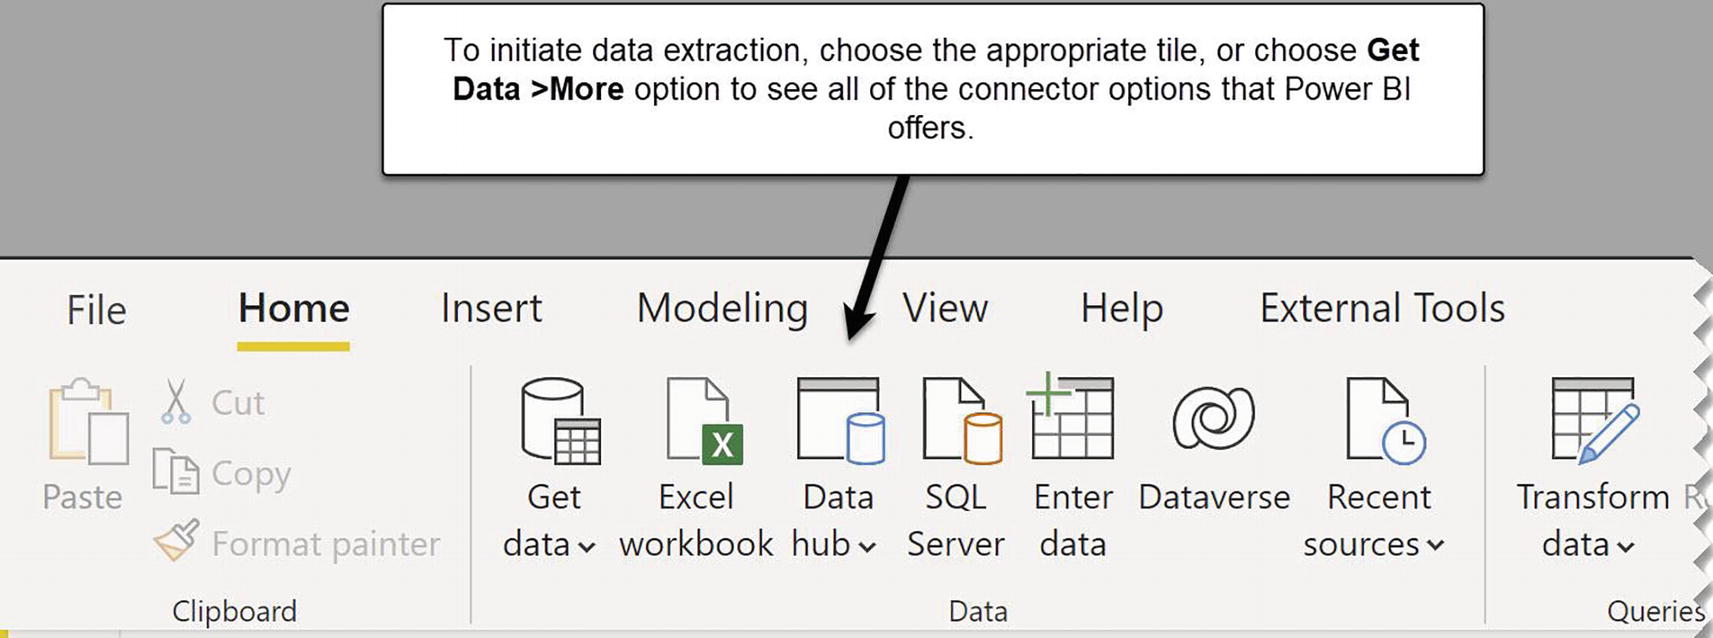 To initiate data extraction, choose the appropriate tile, or choose Get
Data >More option to see all of the connector options that Power BI
offers.
File Home Insert Modeling View Help External Tools
Paste
Cut
Copy
Format painter
Clipboard
Get
data
Excel
workbook
X
Data
hub
SQL
Server
Enter
data
Dataverse
Recent
sources
Data
Transform
data
Queries